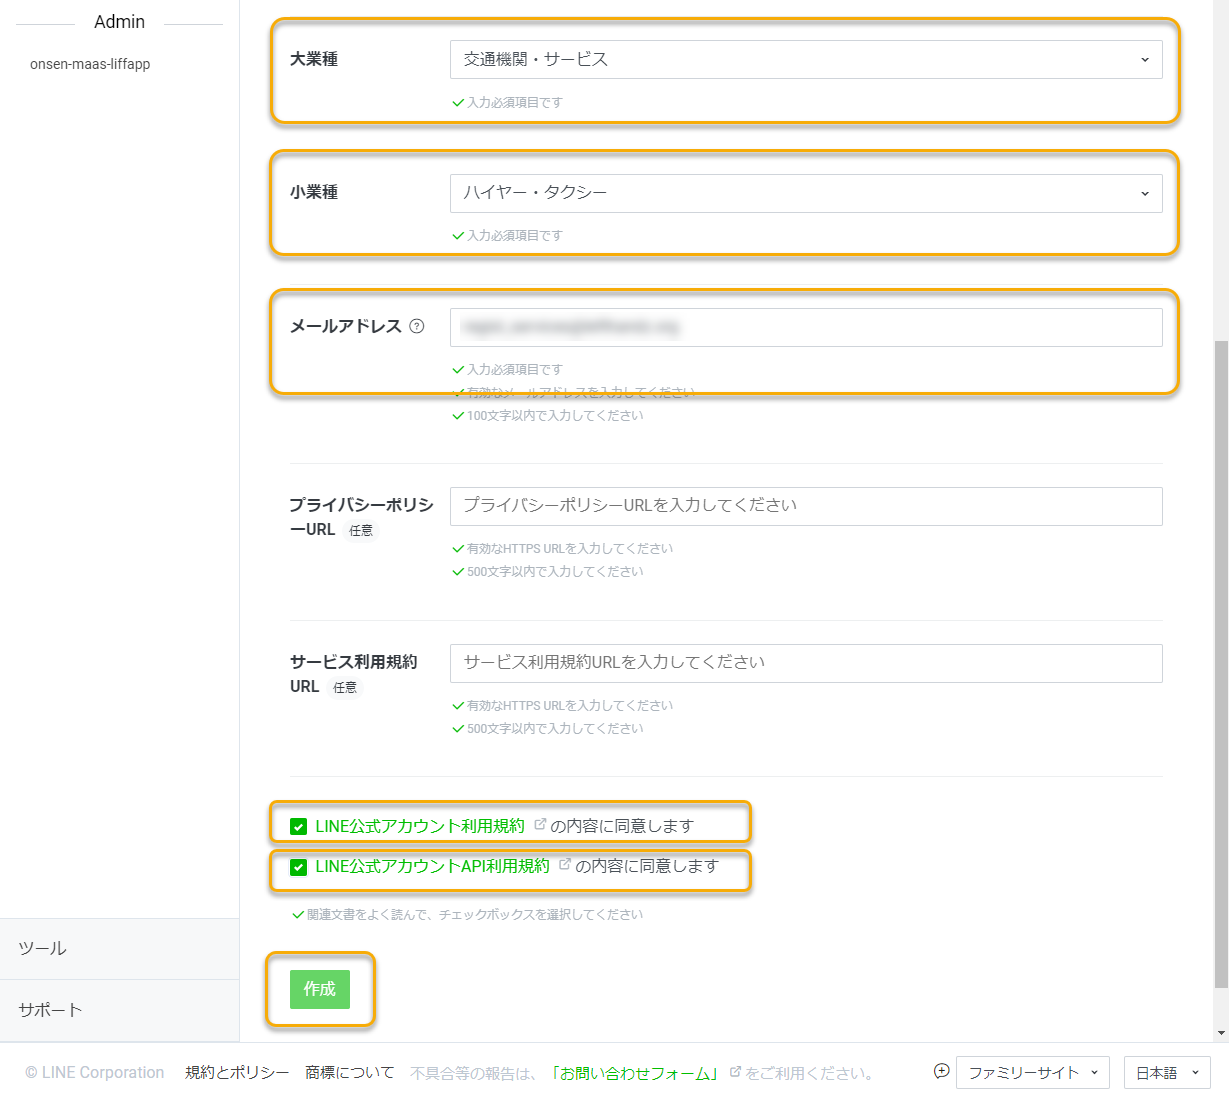 Admin
onsen-maas-liffapp
大業種
交通機関・サービス
入力必須項目です
小業種
ハイヤー・タクシー
入力必須項目です
メールアドレス
入力必須項目です
有効なメールアドレスを入力してください
100文字以内で入力してください
プライバシーポリシ
ーURL 任意
プライバシーポリシーURLを入力してください
有効なHTTPS URLを入力してください
500文字以内で入力してください
サービス利用規約
URL 任意
サービス利用規約URLを入力してください
有効なHTTPS URLを入力してください
500文字以内で入力してください
LINE公式アカウント利用規約 の内容に同意します
LINE公式アカウントAPI利用規約 の内容に同意します
関連文書をよく読んで、チェックボックスを選択してください
作成
ツール
サポート
© LINE Corporation 規約とポリシー 商標について 不具合等の報告は、「お問い合わせフォーム」 をご利用ください。 ファミリーサイト 日本語